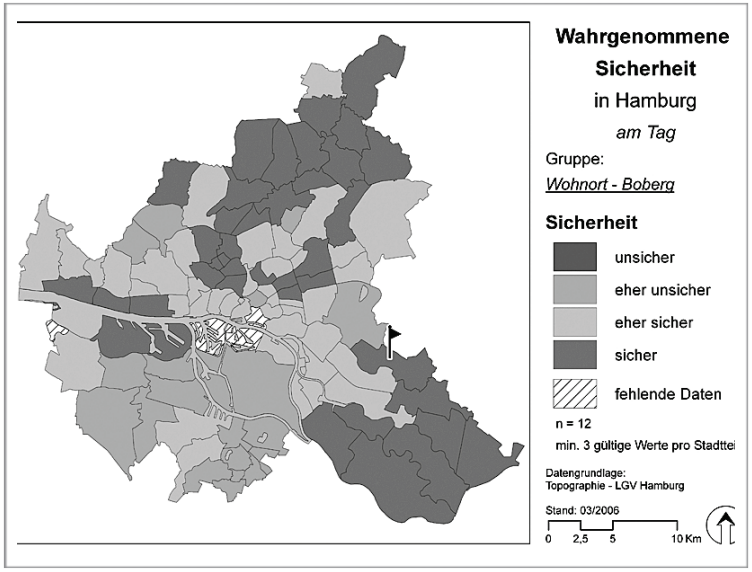 Wahrgenommene
Sicherheit
in Hamburg
am Tag
Gruppe:
Wohnort - Boberg
Sicherheit
unsicher
eher unsicher
eher sicher
sicher
fehlende Daten
n = 12
min. 3 gültige Werte pro Stadttei
Datengrundlage:
Topographie - LGV Hamburg
Stand: 03/2006
0 2,5 5 10 Km